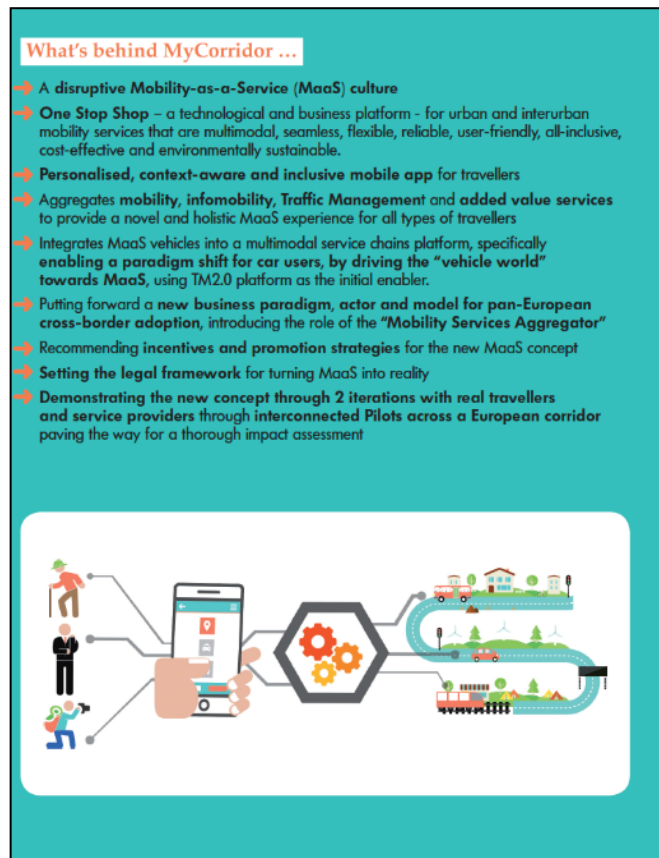 What's behind MyCorridor ...
A disruptive Mobility-as-a-Service (MaaS) culture
One Stop Shop – a technological and business platform - for urban and interurban
mobility services that are multimodal, seamless, flexible, reliable, user-friendly, all-inclusive,
cost-effective and environmentally sustainable.
Personalised, context-aware and inclusive mobile app for travellers
Aggregates mobility, infomobility, Traffic Management and added value services
to provide a novel and holistic MaaS experience for all types of travellers
Integrates MaaS vehicles into a multimodal service chains platform, specifically
enabling a paradigm shift for car users, by driving the “vehicle world”
towards MaaS, using TM2.0 platform as the initial enabler.
Putting forward a new business paradigm, actor and model for pan-European
cross-border adoption, introducing the role of the “Mobility Services Aggregator”
Recommending incentives and promotion strategies for the new MaaS concept
Setting the legal framework for turning MaaS into reality
Demonstrating the new concept through 2 iterations with real travellers
and service providers through interconnected Pilots across a European corridor
paving the way for a thorough impact assessment